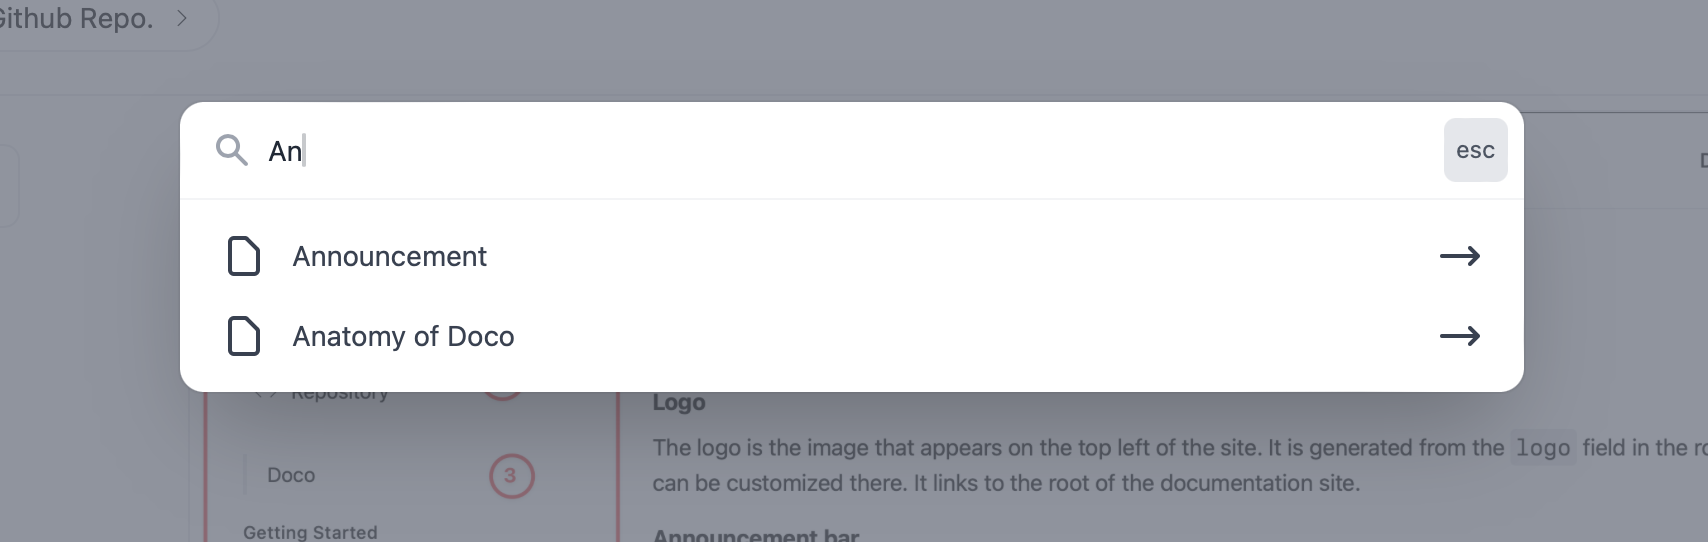 Github Repo.
An
esc
Announcement
Anatomy of Doco
Repository
Logo
The logo is the image that appears on the top left of the site. It is generated from the logo field in the
can be customized there. It links to the root of the documentation site.
Doco
3
Getting Started
Announcement bar